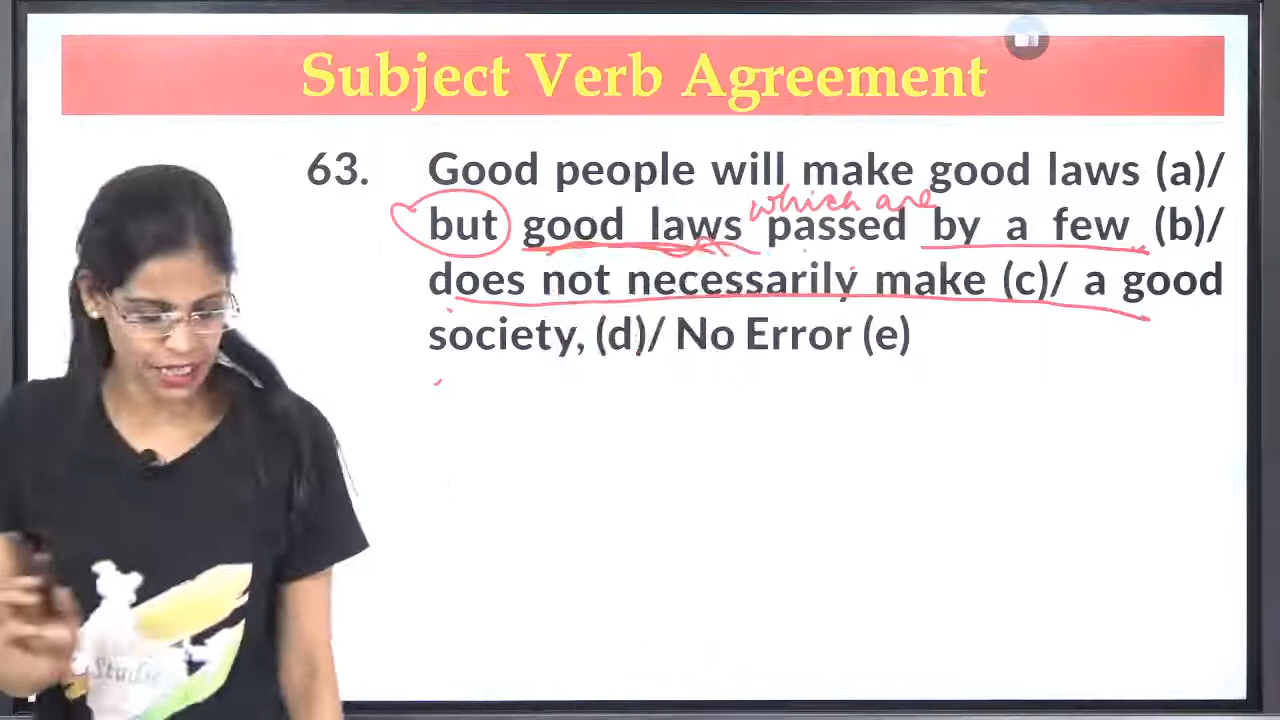 Subject Verb Agreement
63. Good people will make good laws (a)/
which are
but good laws passed by a few (b)/
does not necessarily make (c)/ a good
society, (d)/ No Error (e)
Studie